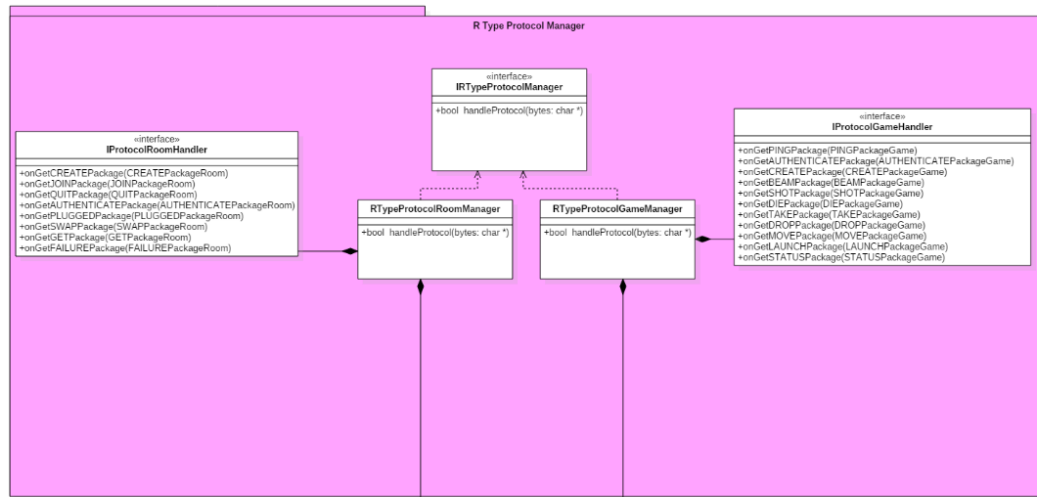 R Type Protocol Manager
«interface»
IRTypeProtocolManager
+bool handleProtocol(bytes: char *)
«interface»
IProtocolRoomHandler
+onGetCREATEPackage(CREATEPackageRoom)
+onGetJOINPackage(JOINPackageRoom)
+onGetQUITPackage(QUITPackageRoom)
+onGetAUTHENTICATEPackage(AUTHENTICATEPackageRoom)
+onGetPLUGGEDPackage(PLUGGEDPackageRoom)
+onGetSWAPPackage(SWAPPackageRoom)
+onGetGETPackage(GETPackageRoom)
+onGetFAILUREPackage(FAILUREPackageRoom)
«interface»
IProtocolGameHandler
+onGetPINGPackage(PINGPackageGame)
+onGetAUTHENTICATEPackage(AUTHENTICATEPackageGame)
+onGetCREATEPackage(CREATEPackageGame)
+onGetBEAMPackage(BEAMPackageGame)
+onGetSHOTPackage(SHOTPackageGame)
+onGetDIEPackage(DIEPackageGame)
+onGetTAKEPackage(TAKEPackageGame)
+onGetDROPPackage(DROPPackageGame)
+onGetMOVEPackage(MOVEPackageGame)
+onGetLAUNCHPackage(LAUNCHPackageGame)
+onGetSTATUSPackage(STATUSPackageGame)
RTypeProtocolRoomManager
+bool handleProtocol(bytes: char *)
RTypeProtocolGameManager
+bool handleProtocol(bytes: char *)